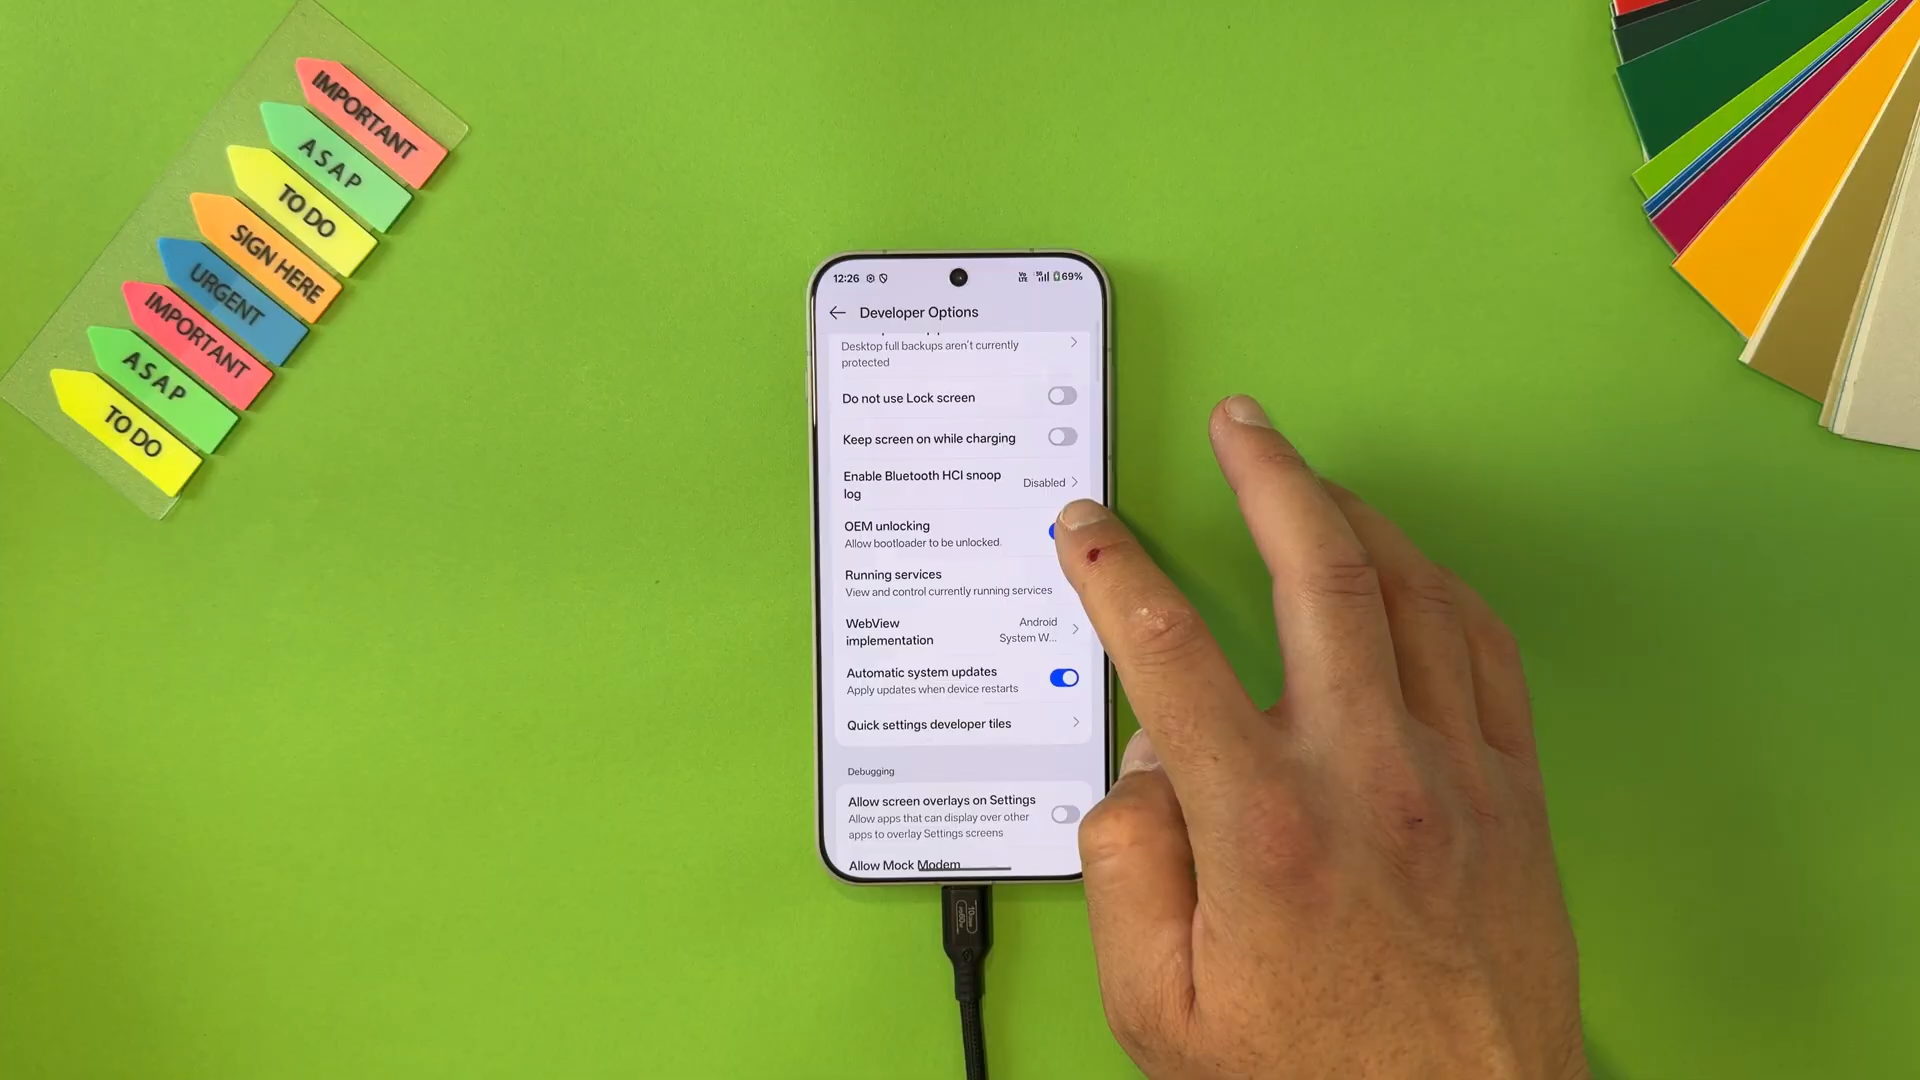 IMPORTANT
ASAP
TO DO
SIGN HERE
URGENT
IMPORTANT
ASAP
TO DO
12:26
69%
Developer Options
Desktop full backups aren't currently
protected
Do not use Lock screen
Keep screen on while charging
Enable Bluetooth HCI snoop
log
Disabled
OEM unlocking
Allow bootloader to be unlocked.
Running services
View and control currently running services
WebView
implementation
Android
System W...
Automatic system updates
Apply updates when device restarts
Quick settings developer tiles
Debugging
Allow screen overlays on Settings
Allow apps that can display over other
apps to overlay Settings screens
Allow Mock Modem